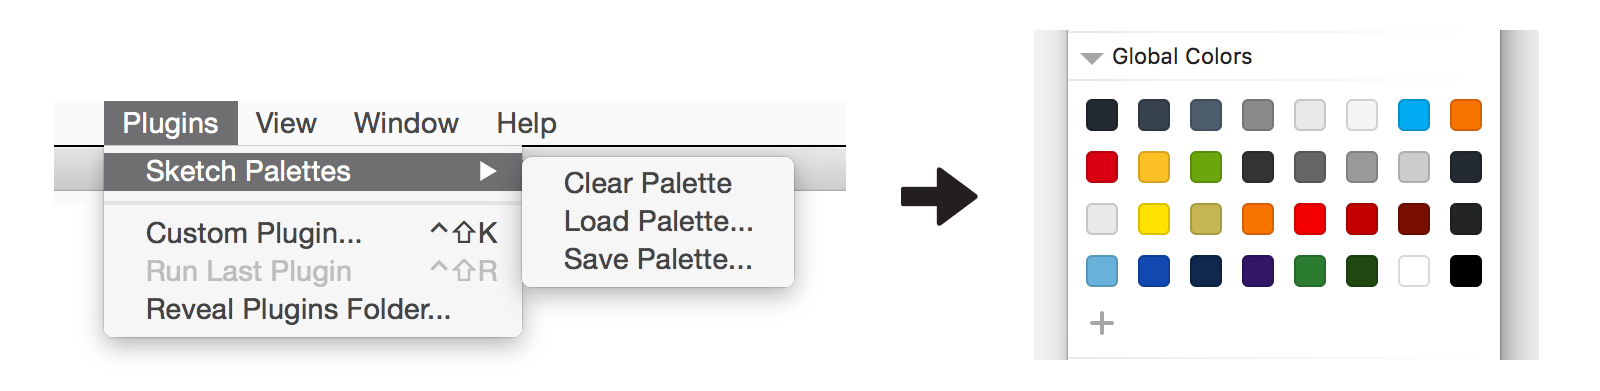 Plugins View Window Help
Sketch Palettes
Custom Plugin... ^⇧K
Run Last Plugin ^⇧R
Reveal Plugins Folder...
Clear Palette
Load Palette...
Save Palette...
Global Colors